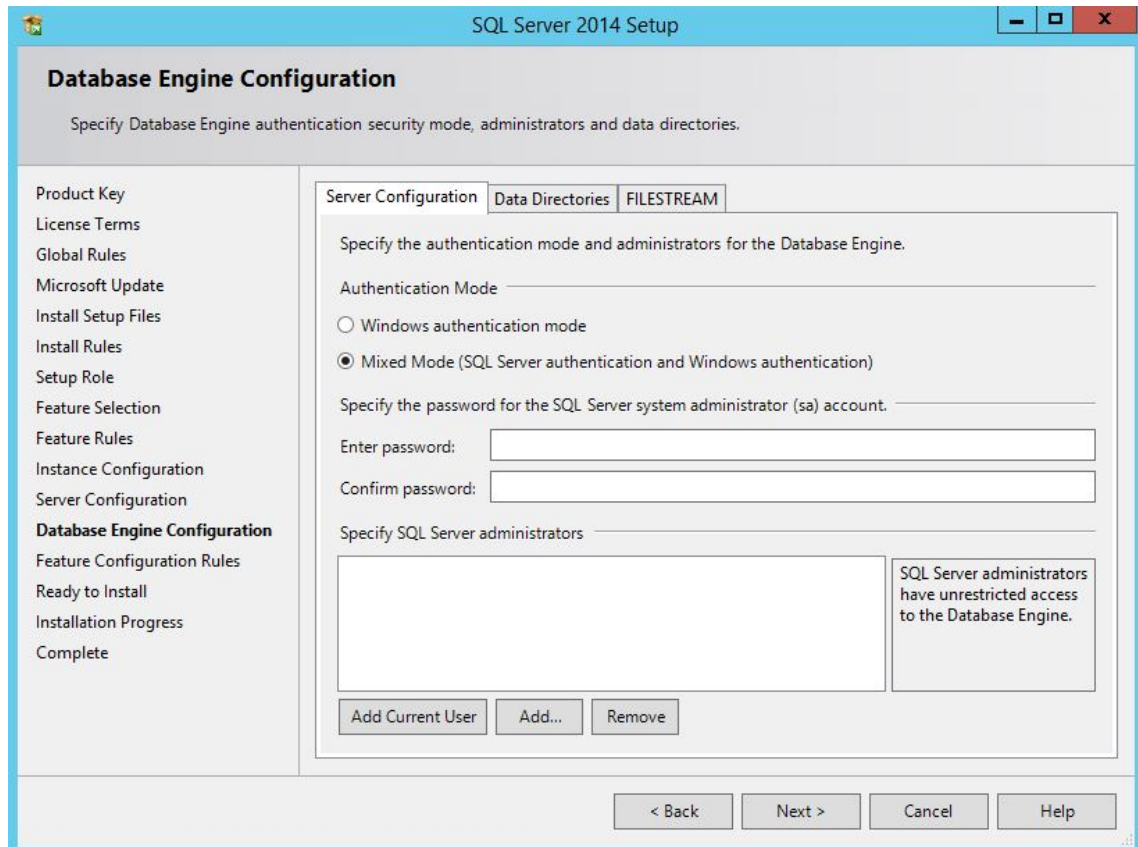 SQL Server 2014 Setup
Database Engine Configuration
Specify Database Engine authentication security mode, administrators and data directories.
Product Key
License Terms
Global Rules
Microsoft Update
Install Setup Files
Install Rules
Setup Role
Feature Selection
Feature Rules
Instance Configuration
Server Configuration
Database Engine Configuration
Feature Configuration Rules
Ready to Install
Installation Progress
Complete
Server Configuration Data Directories FILESTREAM
Specify the authentication mode and administrators for the Database Engine.
Authentication Mode
Windows authentication mode
Mixed Mode (SQL Server authentication and Windows authentication)
Specify the password for the SQL Server system administrator (sa) account.
Enter password:
Confirm password:
Specify SQL Server administrators
SQL Server administrators
have unrestricted access
to the Database Engine.
Add Current User Add... Remove
< Back Next > Cancel Help